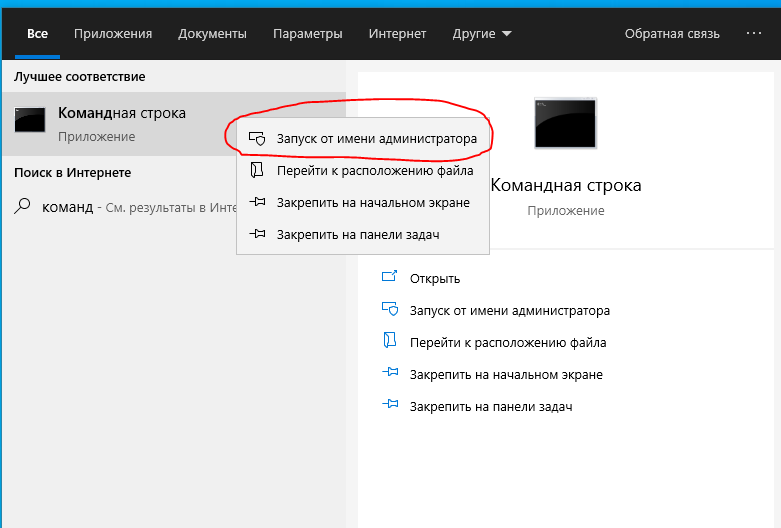 Все Приложения Документы Параметры Интернет Другие Обратная связь ...
Лучшее соответствие
Командная строка
Приложение
Запуск от имени администратора
Перейти к расположению файла
Закрепить на начальном экране
Закрепить на панели задач
Поиск в Интернете
команд - См. результаты в Инте
Командная строка
Приложение
Открыть
Запуск от имени администратора
Перейти к расположению файла
Закрепить на начальном экране
Закрепить на панели задач